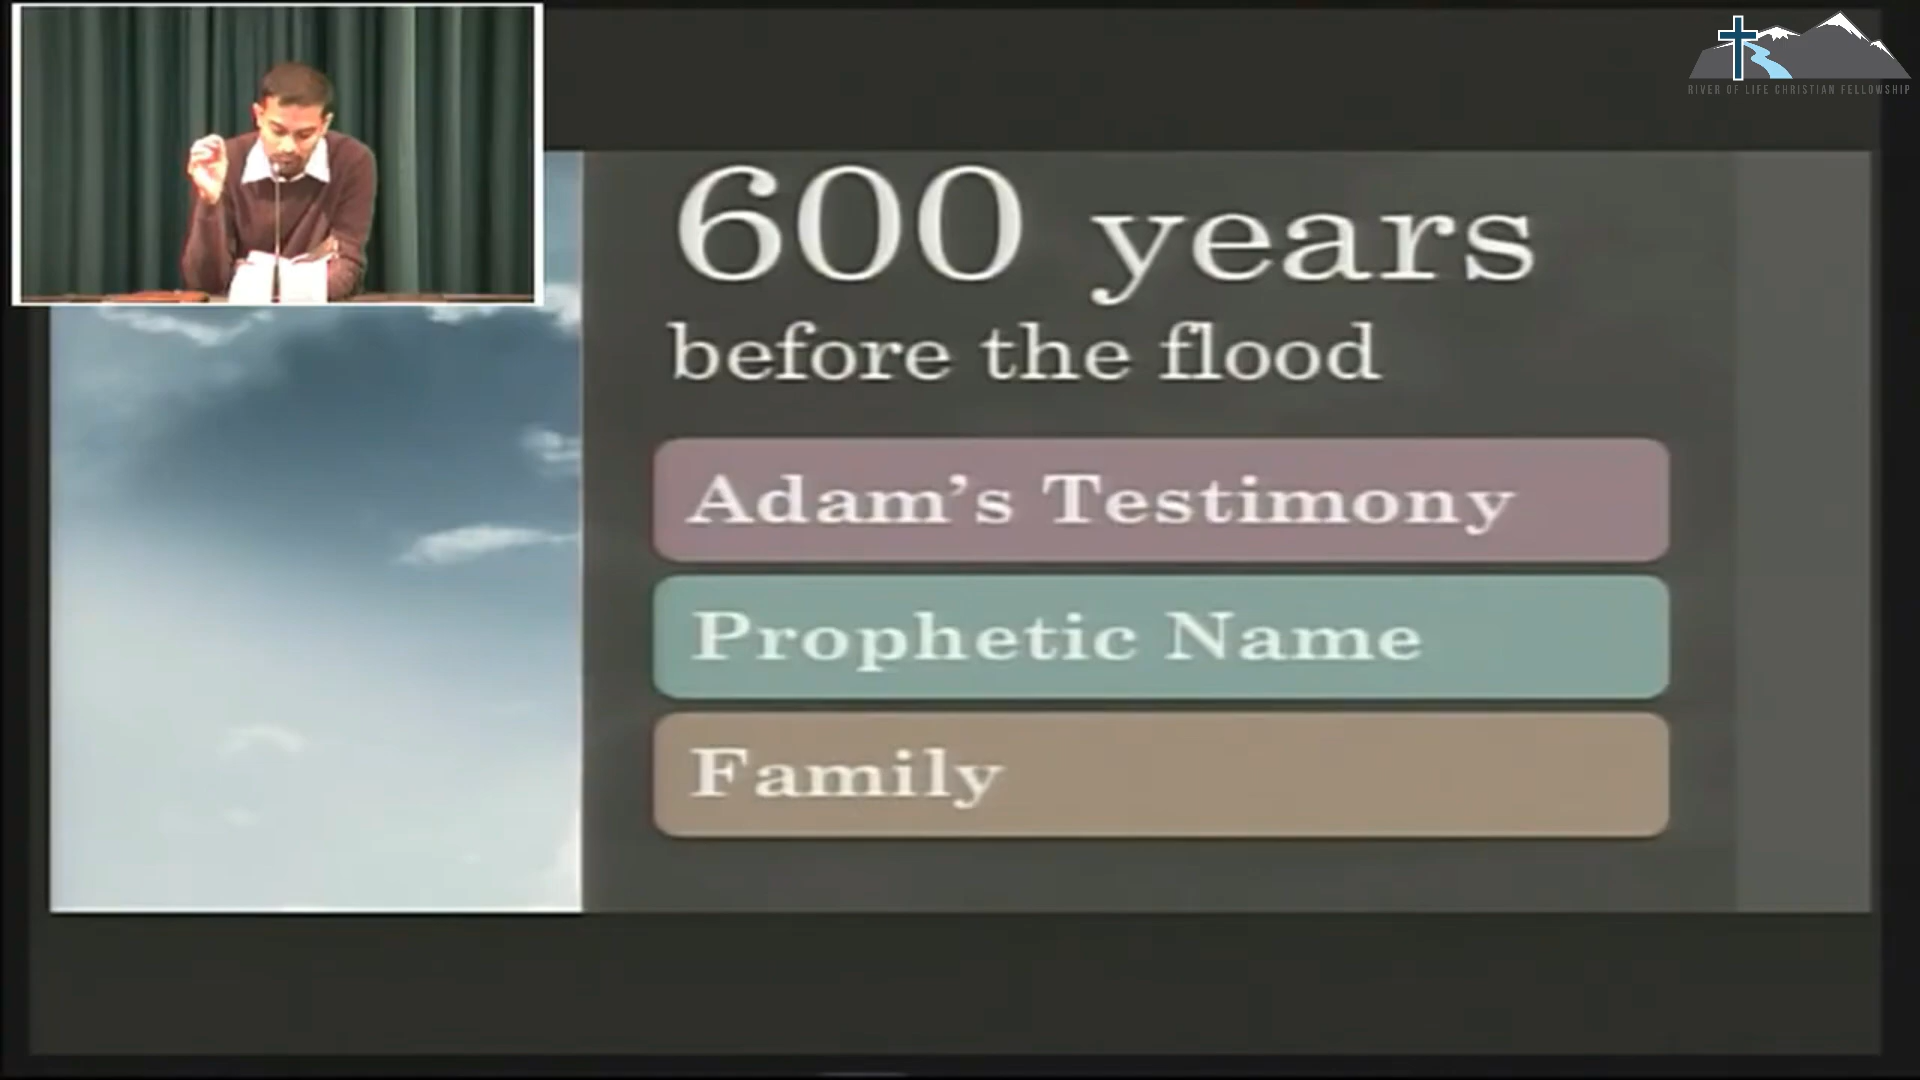 RIVER OF LIFE CHRISTIAN FELLOWSHIP
600 years
before the flood
Adam’s Testimony
Prophetic Name
Family